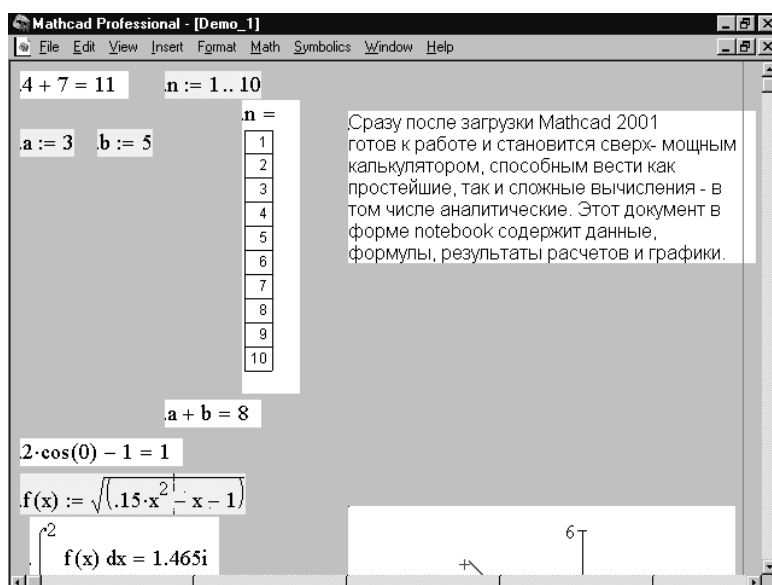 Mathcad Professional - [Demo_1]
File Edit View Insert Format Math Symbolics Window Help
4 + 7 = 11 n := 1 .. 10
n =
a := 3 b := 5
1
2
3
4
5
6
7
8
9
10
Сразу после загрузки Mathcad 2001
готов к работе и становится сверх- мощным
калькулятором, способным вести как
простейшие, так и сложные вычисления - в
том числе аналитические. Этот документ в
форме notebook содержит данные,
формулы, результаты расчетов и графики.
a + b = 8
2·cos(0) − 1 = 1
f(x) := √(.15·x² − x − 1)
2
f(x) dx = 1.465i
6